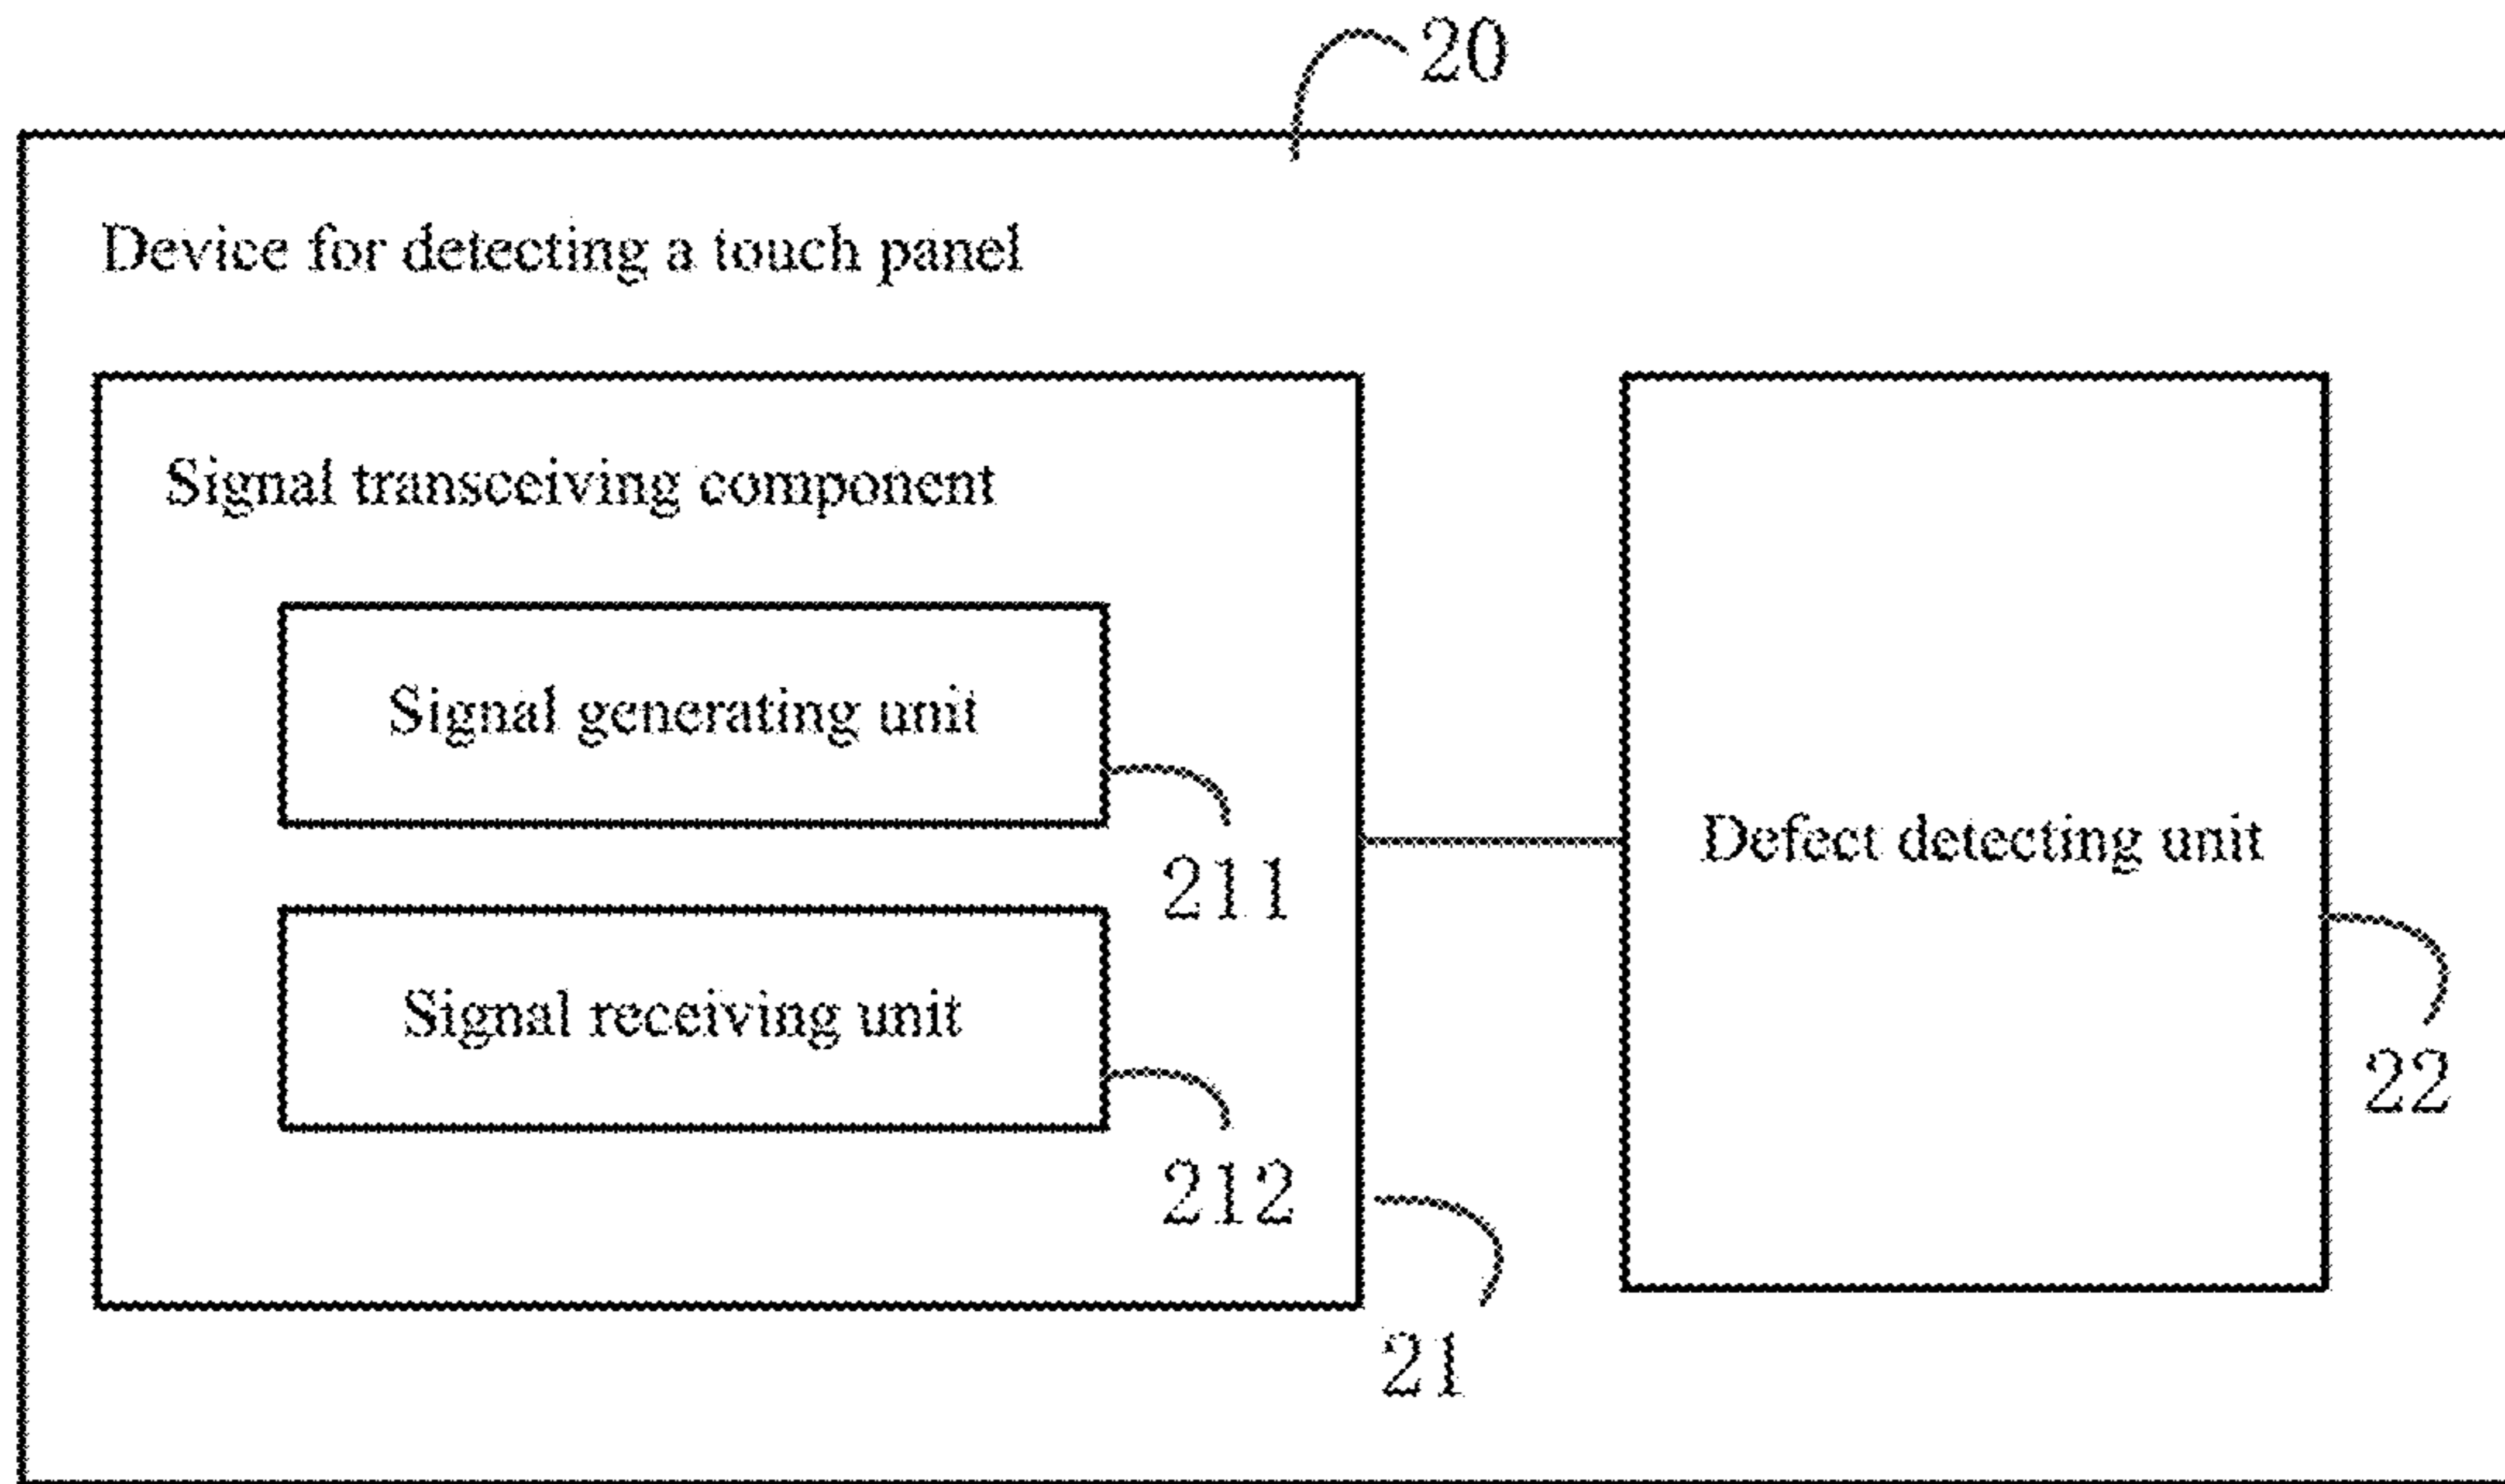 20
Device for detecting a touch panel
Signal transceiving component
Signal generating unit
211
Signal receiving unit
212
21
Defect detecting unit
22